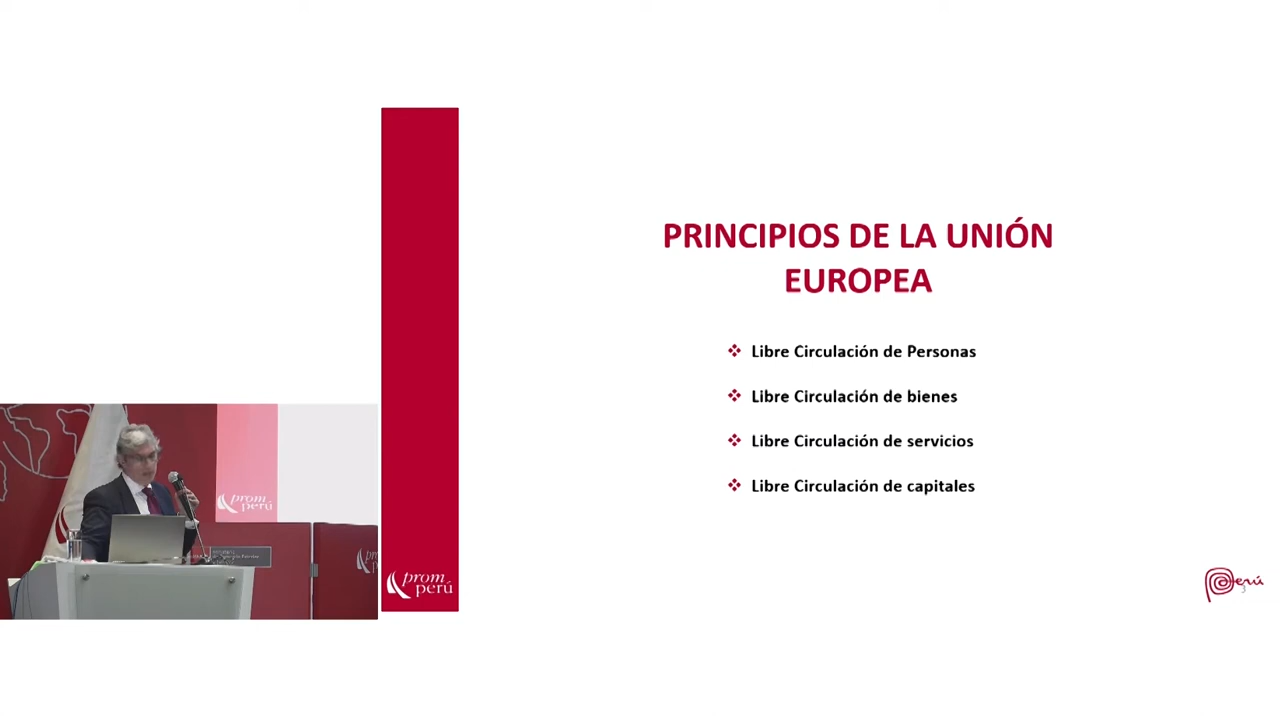 PRINCIPIOS DE LA UNIÓN
EUROPEA
Libre Circulación de Personas
Libre Circulación de bienes
Libre Circulación de servicios
Libre Circulación de capitales
prom
perú
prom
perú
Perú